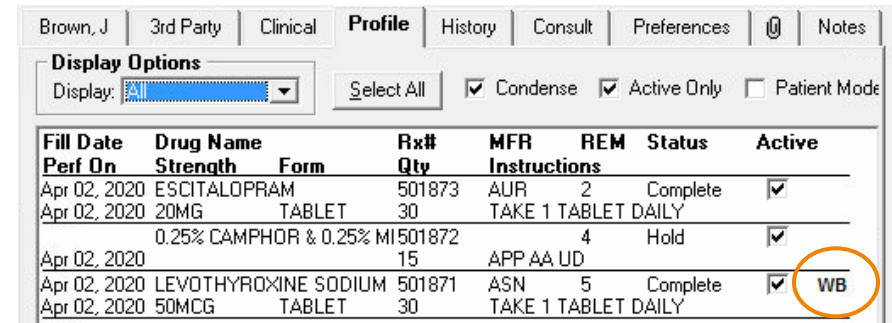 Brown, J 3rd Party Clinical Profile History Consult Preferences Notes
Display Options
Display: All Select All Condense Active Only Patient Mode
Fill Date Drug Name Rx# MFR REM Status Active
Perf On Strength Form Qty Instructions
Apr 02, 2020 ESCITALOPRAM 501873 AUR 2 Complete
Apr 02, 2020 20MG TABLET 30 TAKE 1 TABLET DAILY
0.25% CAMPHOR & 0.25% MI 501872 4 Hold
Apr 02, 2020 15 APP AA UD
Apr 02, 2020 LEVOTHYROXINE SODIUM 501871 ASN 5 Complete WB
Apr 02, 2020 50MCG TABLET 30 TAKE 1 TABLET DAILY